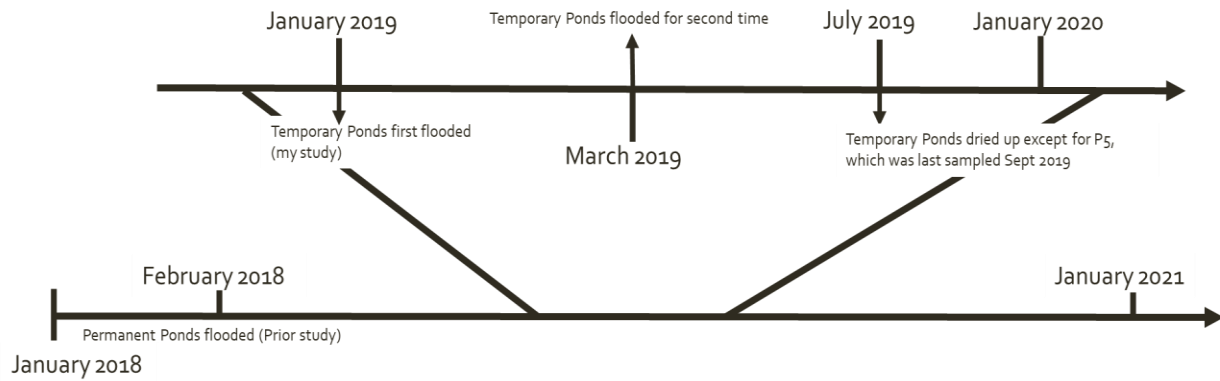 January 2019
Temporary Ponds flooded for second time
July 2019
January 2020
Temporary Ponds first flooded
(my study)
March 2019
Temporary Ponds dried up except for P5,
which was last sampled Sept 2019
February 2018
January 2021
Permanent Ponds flooded (Prior study)
January 2018